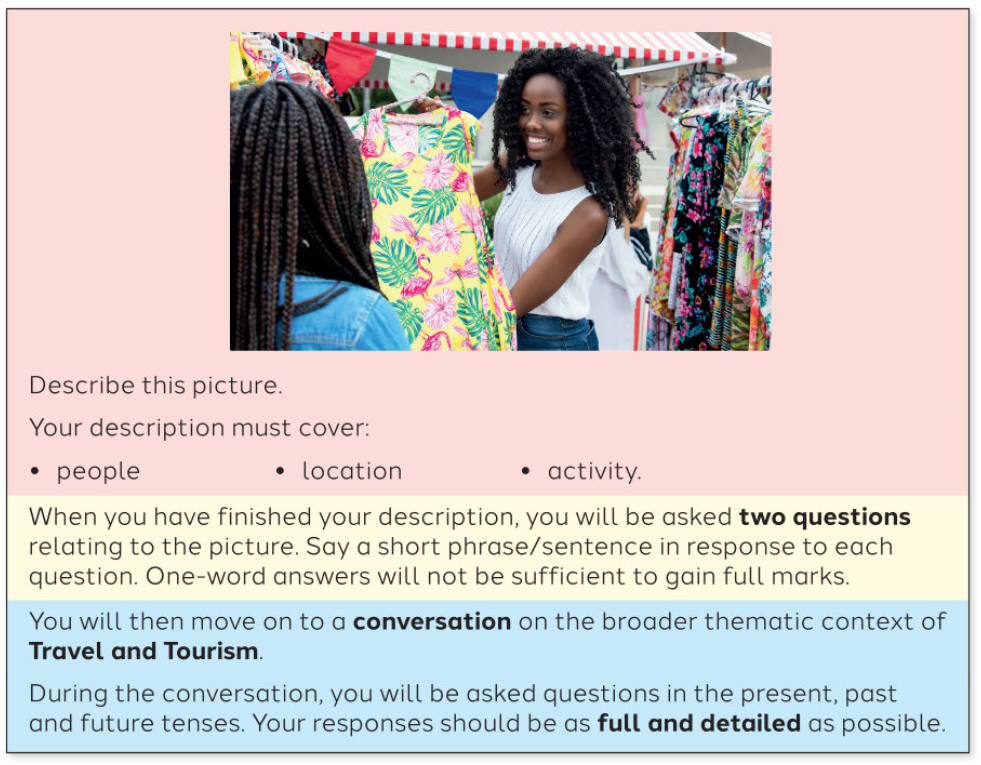 Describe this picture.
Your description must cover:
• people • location • activity.
When you have finished your description, you will be asked two questions
relating to the picture. Say a short phrase/sentence in response to each
question. One-word answers will not be sufficient to gain full marks.
You will then move on to a conversation on the broader thematic context of
Travel and Tourism.
During the conversation, you will be asked questions in the present, past
and future tenses. Your responses should be as full and detailed as possible.